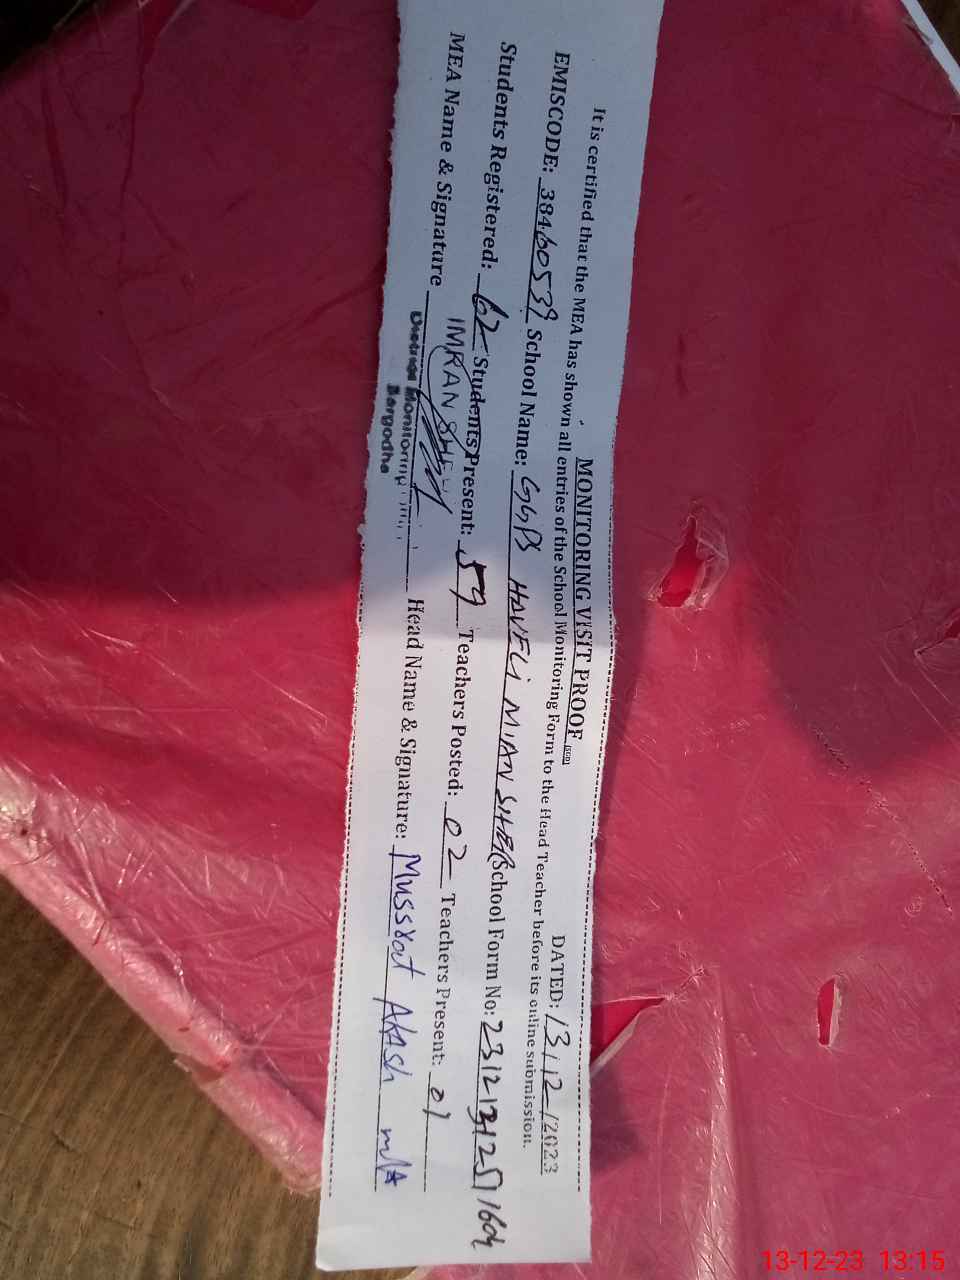 MONITORING VISIT PROOF
DATED: 13/12/2023
It is certified that the MEA has shown all entries of the School Monitoring Form to the Head Teacher before its online submission.
EMISCODE: 38460539 School Name: GGPS HAVELI MIAN SHER School Form No: 231213125
Students Registered: 62 Students Present: 59 Teachers Posted: 02 Teachers Present: 01
MEA Name & Signature IMRAN Head Name & Signature: Mussrat Akash
District Monitoring
Sargodha
13-12-23 13:15